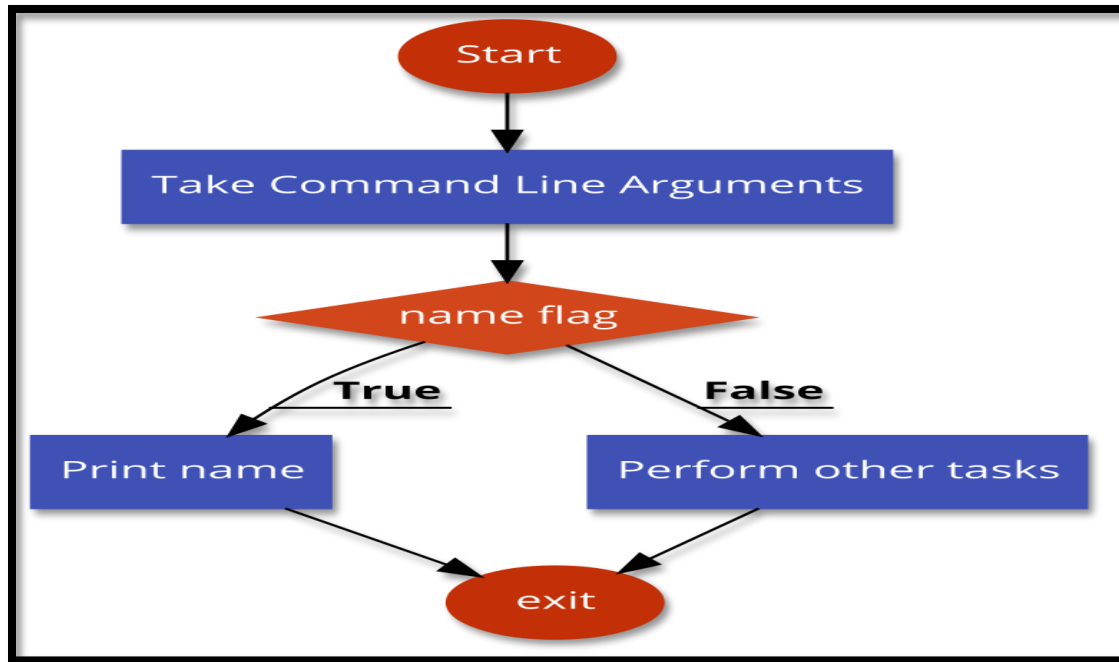 Start
Take Command Line Arguments
name flag
True
False
Print name
Perform other tasks
exit